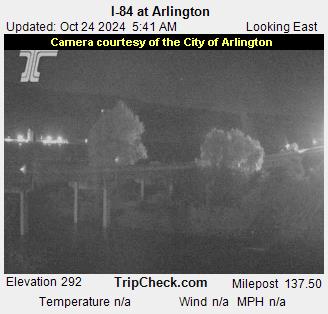 I-84 at Arlington
Updated: Oct 24 2024 5:41 AM Looking East
Camera courtesy of the City of Arlington
Elevation 292 TripCheck.com Milepost 137.50
Temperature n/a Wind n/a MPH n/a